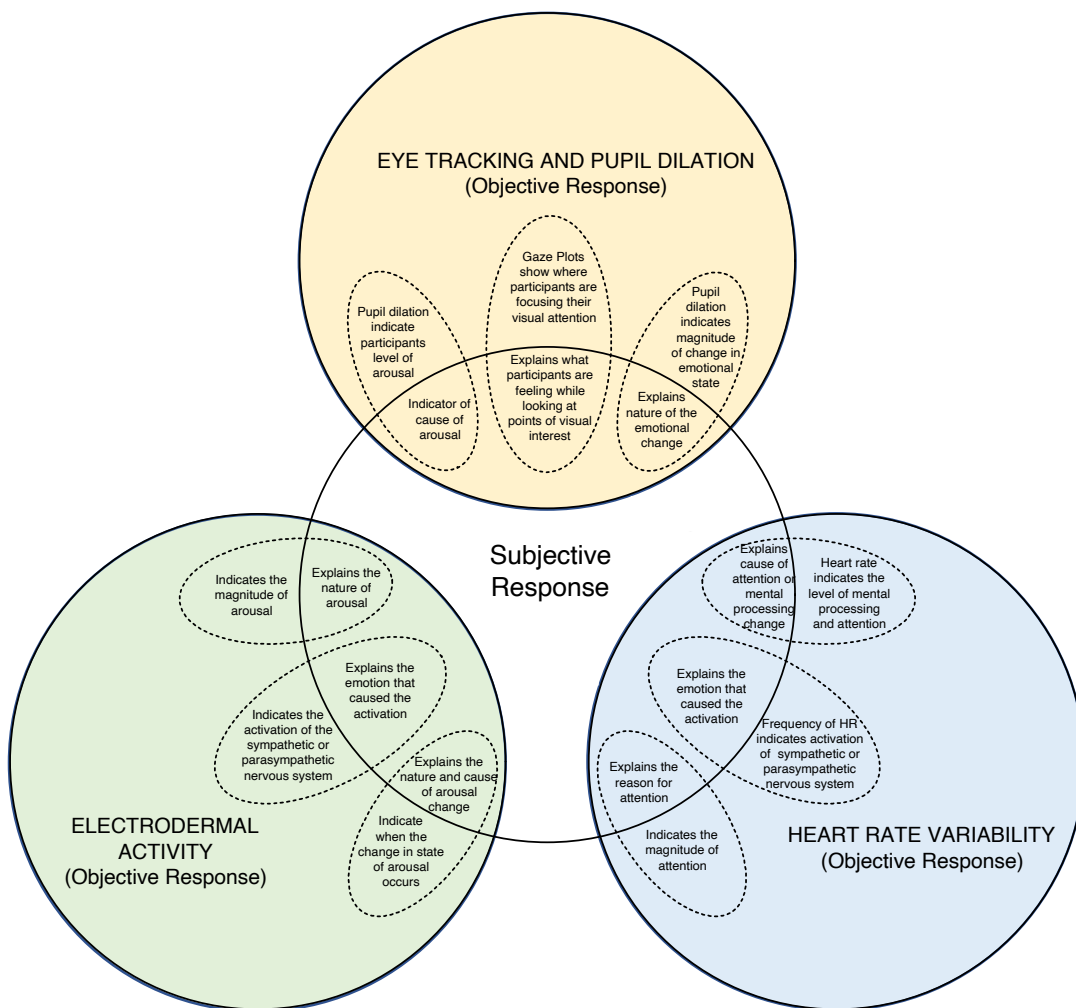 EYE TRACKING AND PUPIL DILATION
(Objective Response)
Gaze Plots
show where
participants are
focusing their
visual attention
Pupil dilation
indicate
participants
level of
arousal
Pupil
dilation
indicates
magnitude
of change in
emotional
state
Indicator of
cause of
arousal
Explains what
participants are
feeling while
looking at
points of visual
interest
Explains
nature of the
emotional
change
Subjective
Response
Indicates the
magnitude of
arousal
Explains the
nature of arousal
Explains the
emotion that
caused the
activation
Indicates the
activation of the
sympathetic or
parasympathetic
nervous system
Explains the
nature and cause
of arousal
change
Indicate
when the
change in state
of arousal
occurs
ELECTRODERMAL
ACTIVITY
(Objective Response)
Explains
cause of
attention or
mental
processing
change
Heart rate
indicates the
level of mental
processing
and attention
Explains the
emotion that
caused the
activation
Frequency of HR
indicates activation
of sympathetic or
parasympathetic
nervous system
Explains the
reason for
attention
Indicates the
magnitude of
attention
HEART RATE VARIABILITY
(Objective Response)